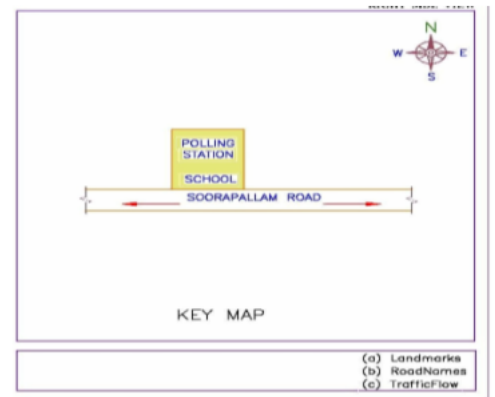 N
W E
S
POLLING
STATION
SCHOOL
SOORAPALLAM ROAD
KEY MAP
(a) Landmarks
(b) RoadNames
(c) TrafficFlow